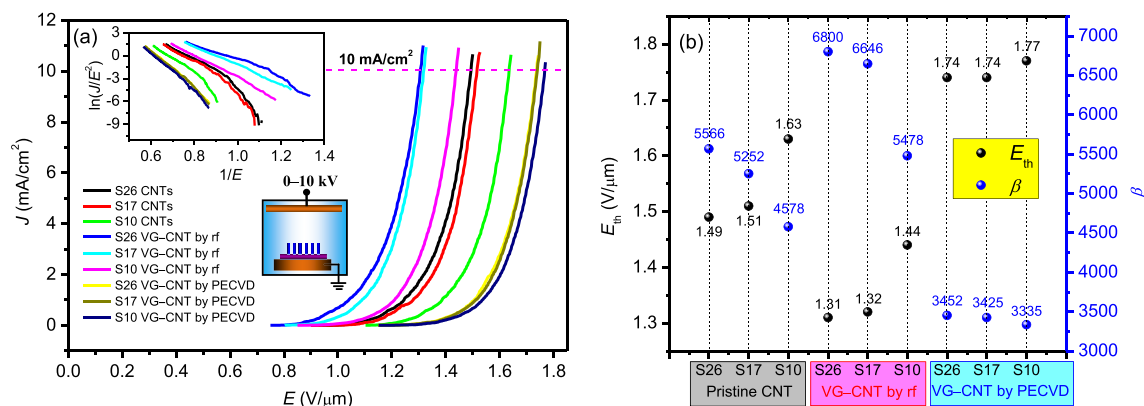 (a)
12
10
8
6
4
2
0
J (mA/cm²)
0.0 0.2 0.4 0.6 0.8 1.0 1.2 1.4 1.6 1.8
E (V/μm)
10 mA/cm²
3
0
-3
-6
-9
ln(J/E²)
0.6 0.8 1.0 1.2 1.4
1/E
0–10 kV
S26 CNTs
S17 CNTs
S10 CNTs
S26 VG–CNT by rf
S17 VG–CNT by rf
S10 VG–CNT by rf
S26 VG–CNT by PECVD
S17 VG–CNT by PECVD
S10 VG–CNT by PECVD
(b)
1.8
1.7
1.6
1.5
1.4
1.3
Eth (V/μm)
7000
6500
6000
5500
5000
4500
4000
3500
3000
β
6800 6646
1.74 1.74 1.77
1.63
5566
5252
4578
5478
1.49
1.51
1.44
1.31 1.32
3452 3425 3335
Eth
β
S26 S17 S10 S26 S17 S10 S26 S17 S10
Pristine CNT VG–CNT by rf VG–CNT by PECVD